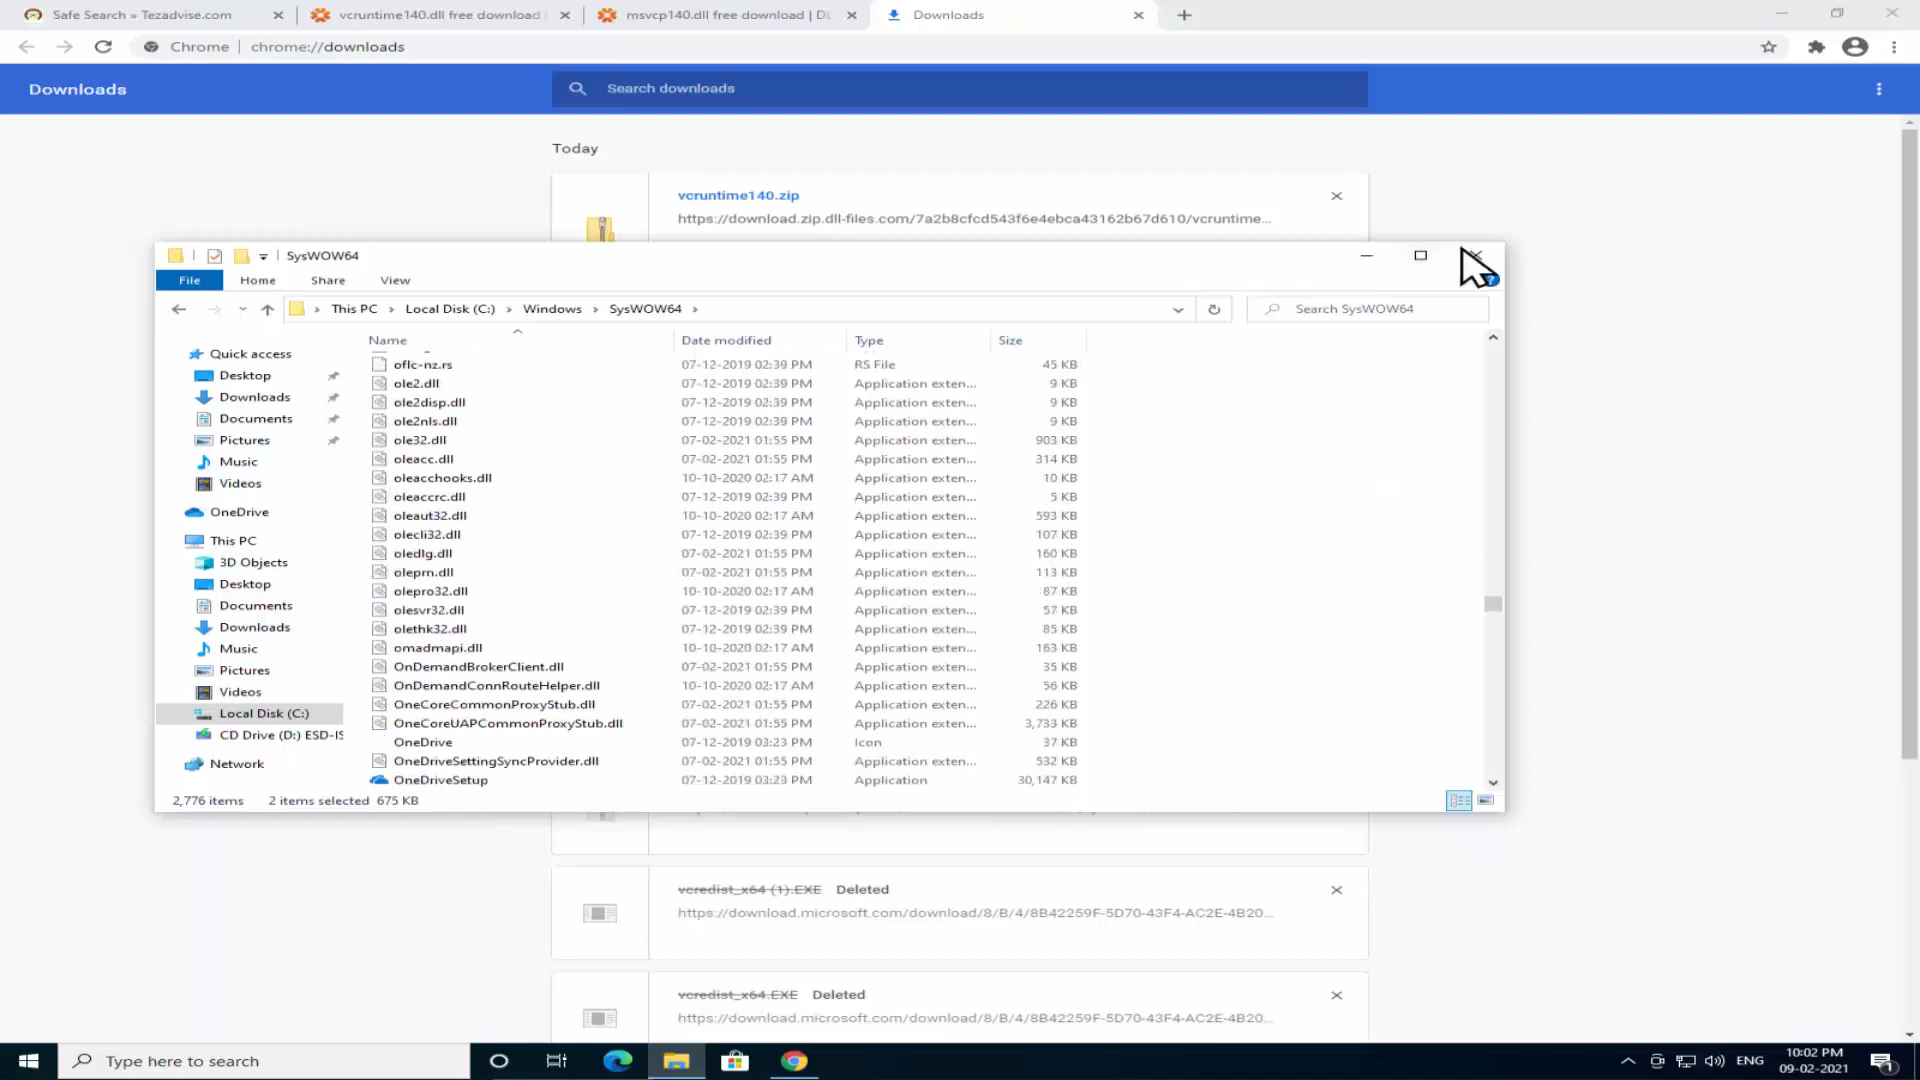 Safe Search – Tezadvise.com
vcruntime140.dll free download
msvcp140.dll free download | DL
Downloads
Chrome
chrome://downloads
Downloads
Search downloads
Today
vcruntime140.zip
https://download.zip.dll-files.com/7a2b8cfcd543f6e4ebca43162b67d610/vcruntime...
SysWOW64
File
Home
Share
View
This PC
Local Disk (C:)
Windows
SysWOW64
Search SysWOW64
Name
Date modified
Type
Size
oflc-nz.rs 07-12-2019 02:39 PM RS File 45 KB
ole2.dll 07-12-2019 02:39 PM Application exten... 9 KB
ole2disp.dll 07-12-2019 02:39 PM Application exten... 9 KB
ole2nls.dll 07-12-2019 02:39 PM Application exten... 9 KB
ole32.dll 07-02-2021 01:55 PM Application exten... 903 KB
oleacc.dll 07-02-2021 01:55 PM Application exten... 314 KB
oleacchooks.dll 10-10-2020 02:17 AM Application exten... 10 KB
oleaccrc.dll 07-12-2019 02:39 PM Application exten... 5 KB
oleaut32.dll 10-10-2020 02:17 AM Application exten... 593 KB
olecli32.dll 07-12-2019 02:39 PM Application exten... 107 KB
oledlg.dll 07-02-2021 01:55 PM Application exten... 160 KB
oleprn.dll 07-02-2021 01:55 PM Application exten... 113 KB
olepro32.dll 10-10-2020 02:17 AM Application exten... 87 KB
olesvr32.dll 07-12-2019 02:39 PM Application exten... 57 KB
olethk32.dll 07-12-2019 02:39 PM Application exten... 85 KB
omadmapi.dll 10-10-2020 02:17 AM Application exten... 163 KB
OnDemandBrokerClient.dll 07-02-2021 01:55 PM Application exten... 35 KB
OnDemandConnRouteHelper.dll 10-10-2020 02:17 AM Application exten... 56 KB
OneCoreCommonProxyStub.dll 07-02-2021 01:55 PM Application exten... 226 KB
OneCoreUAPCommonProxyStub.dll 07-02-2021 01:55 PM Application exten... 3,733 KB
OneDrive 07-12-2019 03:23 PM Icon 37 KB
OneDriveSettingSyncProvider.dll 07-02-2021 01:55 PM Application exten... 532 KB
OneDriveSetup 07-12-2019 03:23 PM Application 30,147 KB
Quick access
Desktop
Downloads
Documents
Pictures
Music
Videos
OneDrive
This PC
3D Objects
Desktop
Documents
Downloads
Music
Pictures
Videos
Local Disk (C:)
CD Drive (D:) ESD-IS
Network
2,776 items
2 items selected 675 KB
vcredist_x64 (1).EXE Deleted
https://download.microsoft.com/download/8/B/4/8B42259F-5D70-43F4-AC2E-4B20...
vcredist_x64.EXE Deleted
https://download.microsoft.com/download/8/B/4/8B42259F-5D70-43F4-AC2E-4B20...
Type here to search
ENG
10:02 PM
09-02-2021
1